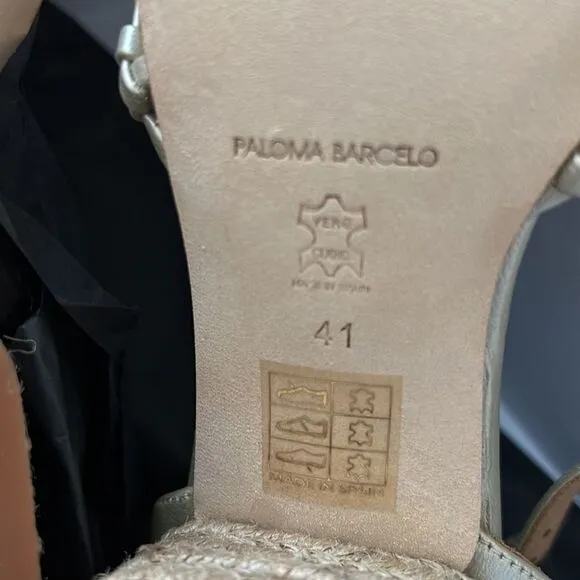 PALOMA BARCELO
VERO
CUOIO
MADE IN SPAIN
41
MADE IN SPAIN